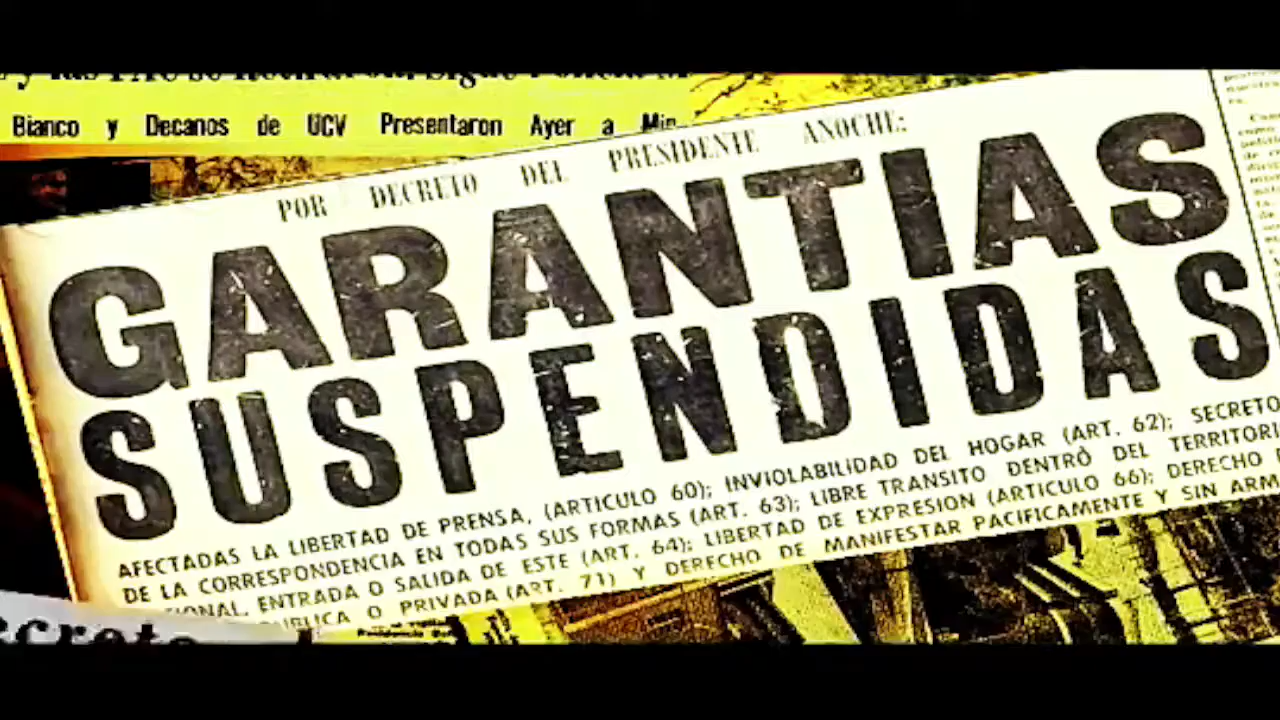 Bianco y Decanos de UCV Presentaron Ayer a Min
POR DECRETO DEL PRESIDENTE ANOCHE:
GARANTIAS
SUSPENDIDAS
AFECTADAS LA LIBERTAD DE PRENSA, (ARTICULO 60); INVIOLABILIDAD DEL HOGAR (ART. 62); SECRETO
DE LA CORRESPONDENCIA EN TODAS SUS FORMAS (ART. 63); LIBRE TRANSITO DENTRÒ DEL TERRITORI
IONAL, ENTRADA O SALIDA DE ESTE (ART. 64); LIBERTAD DE EXPRESION (ARTICULO 66); DERECHO
PUBLICA O PRIVADA (ART. 71) Y DERECHO DE MANIFESTAR PACIFICAMENTE Y SIN ARM